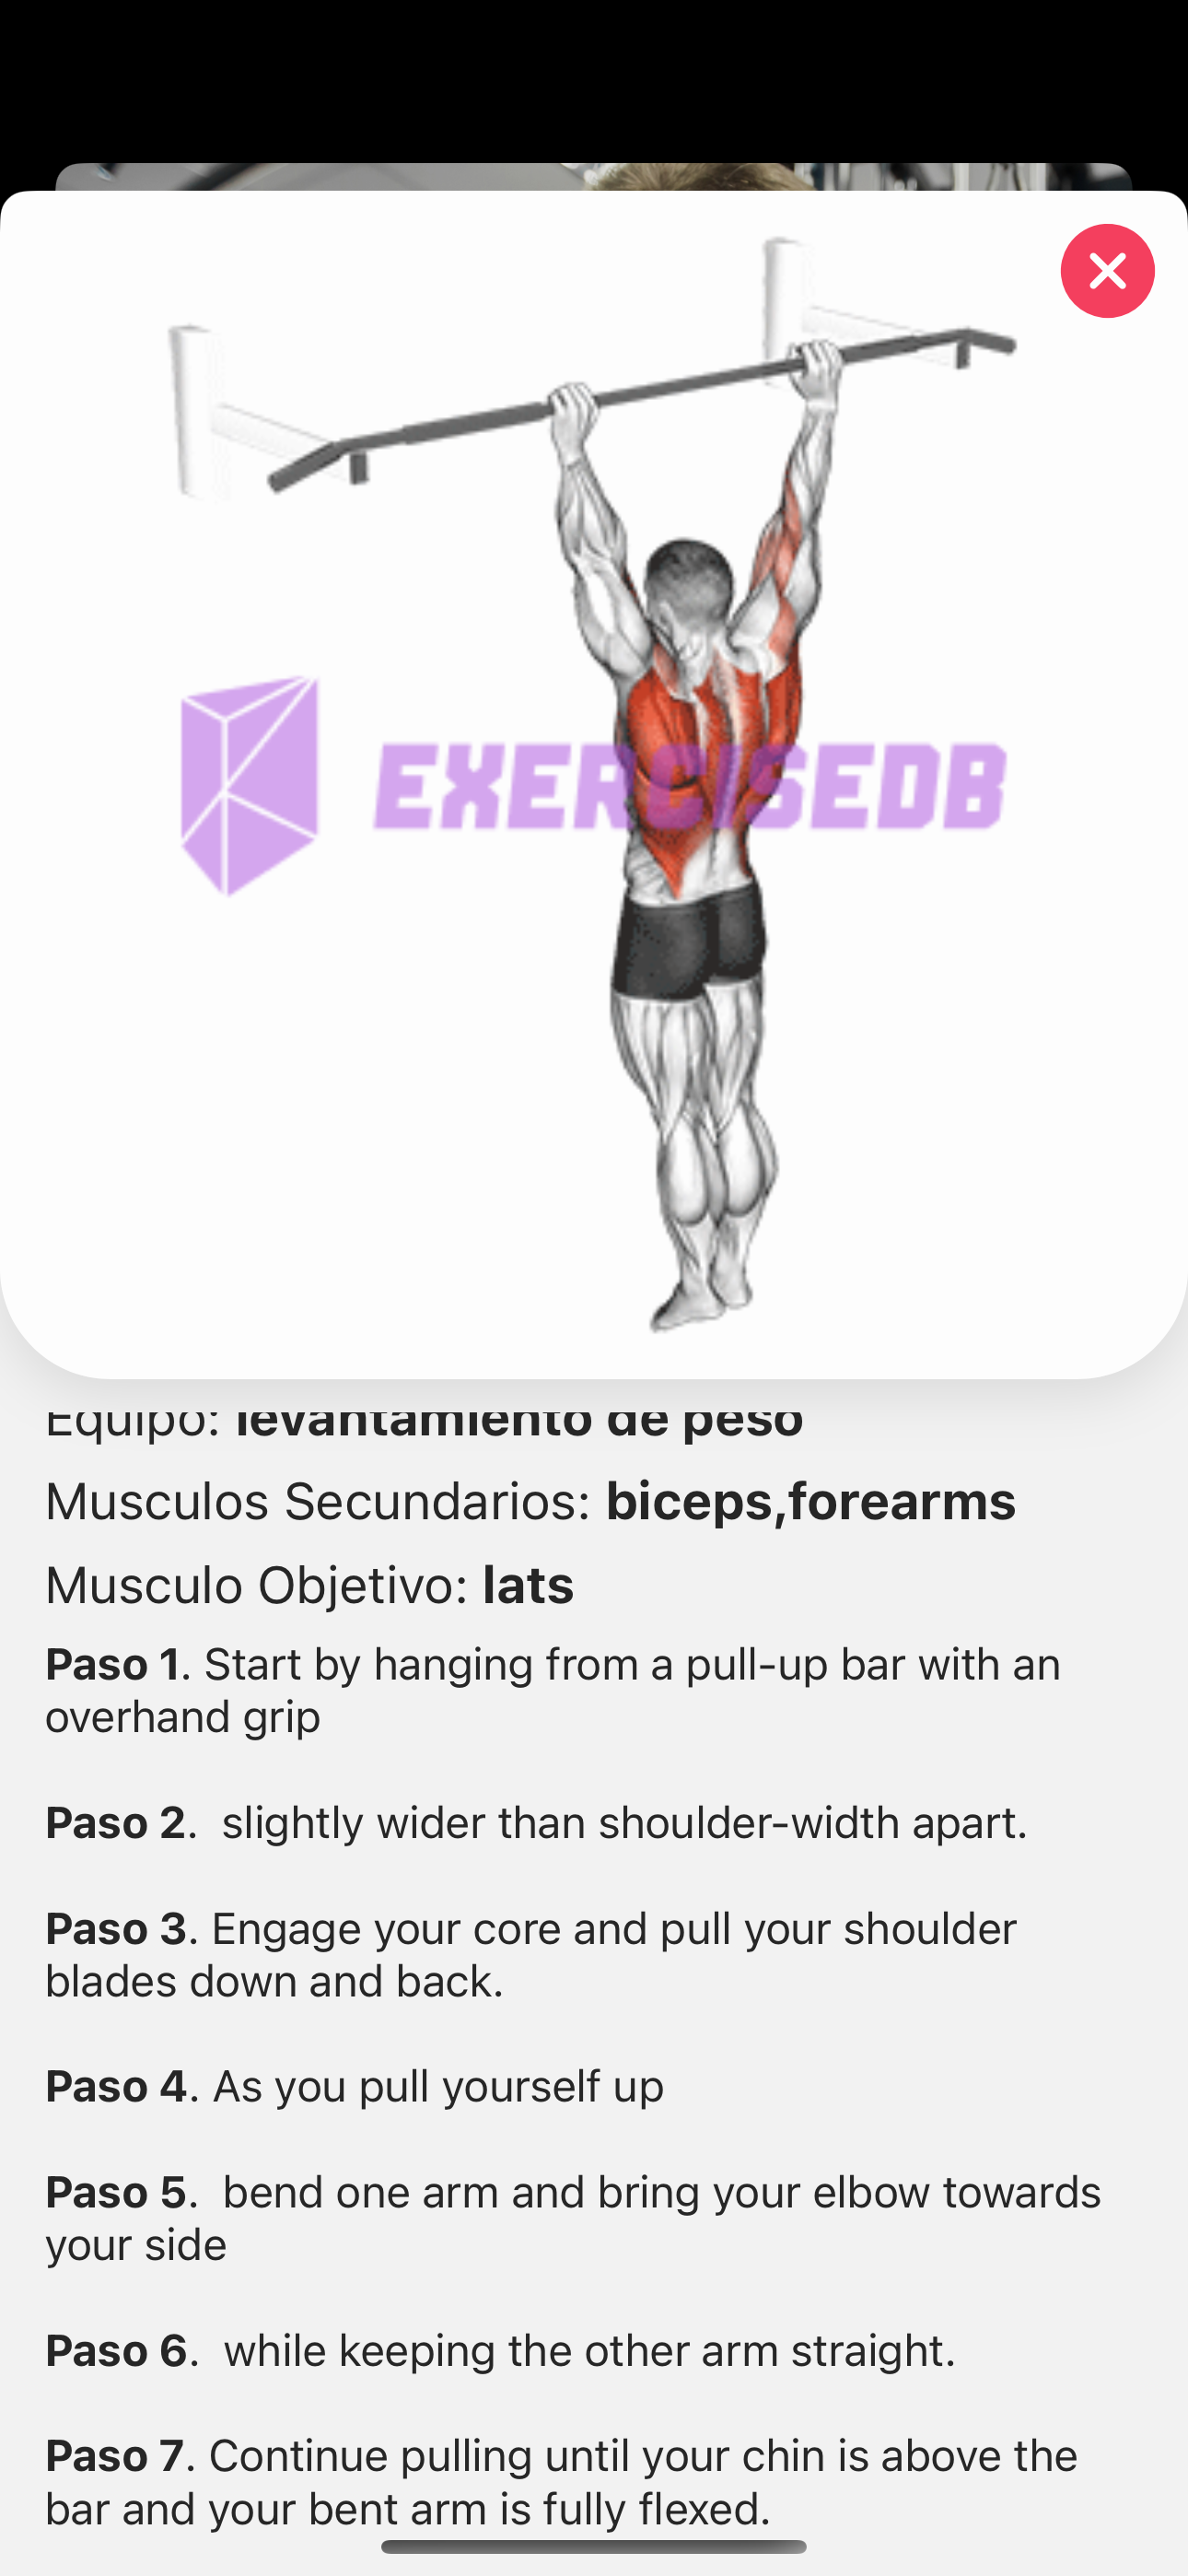 EXERCISEDB
Equipo: levantamiento de peso
Musculos Secundarios: biceps,forearms
Musculo Objetivo: lats
Paso 1. Start by hanging from a pull-up bar with an
overhand grip
Paso 2.  slightly wider than shoulder-width apart.
Paso 3. Engage your core and pull your shoulder
blades down and back.
Paso 4. As you pull yourself up
Paso 5.  bend one arm and bring your elbow towards
your side
Paso 6.  while keeping the other arm straight.
Paso 7. Continue pulling until your chin is above the
bar and your bent arm is fully flexed.